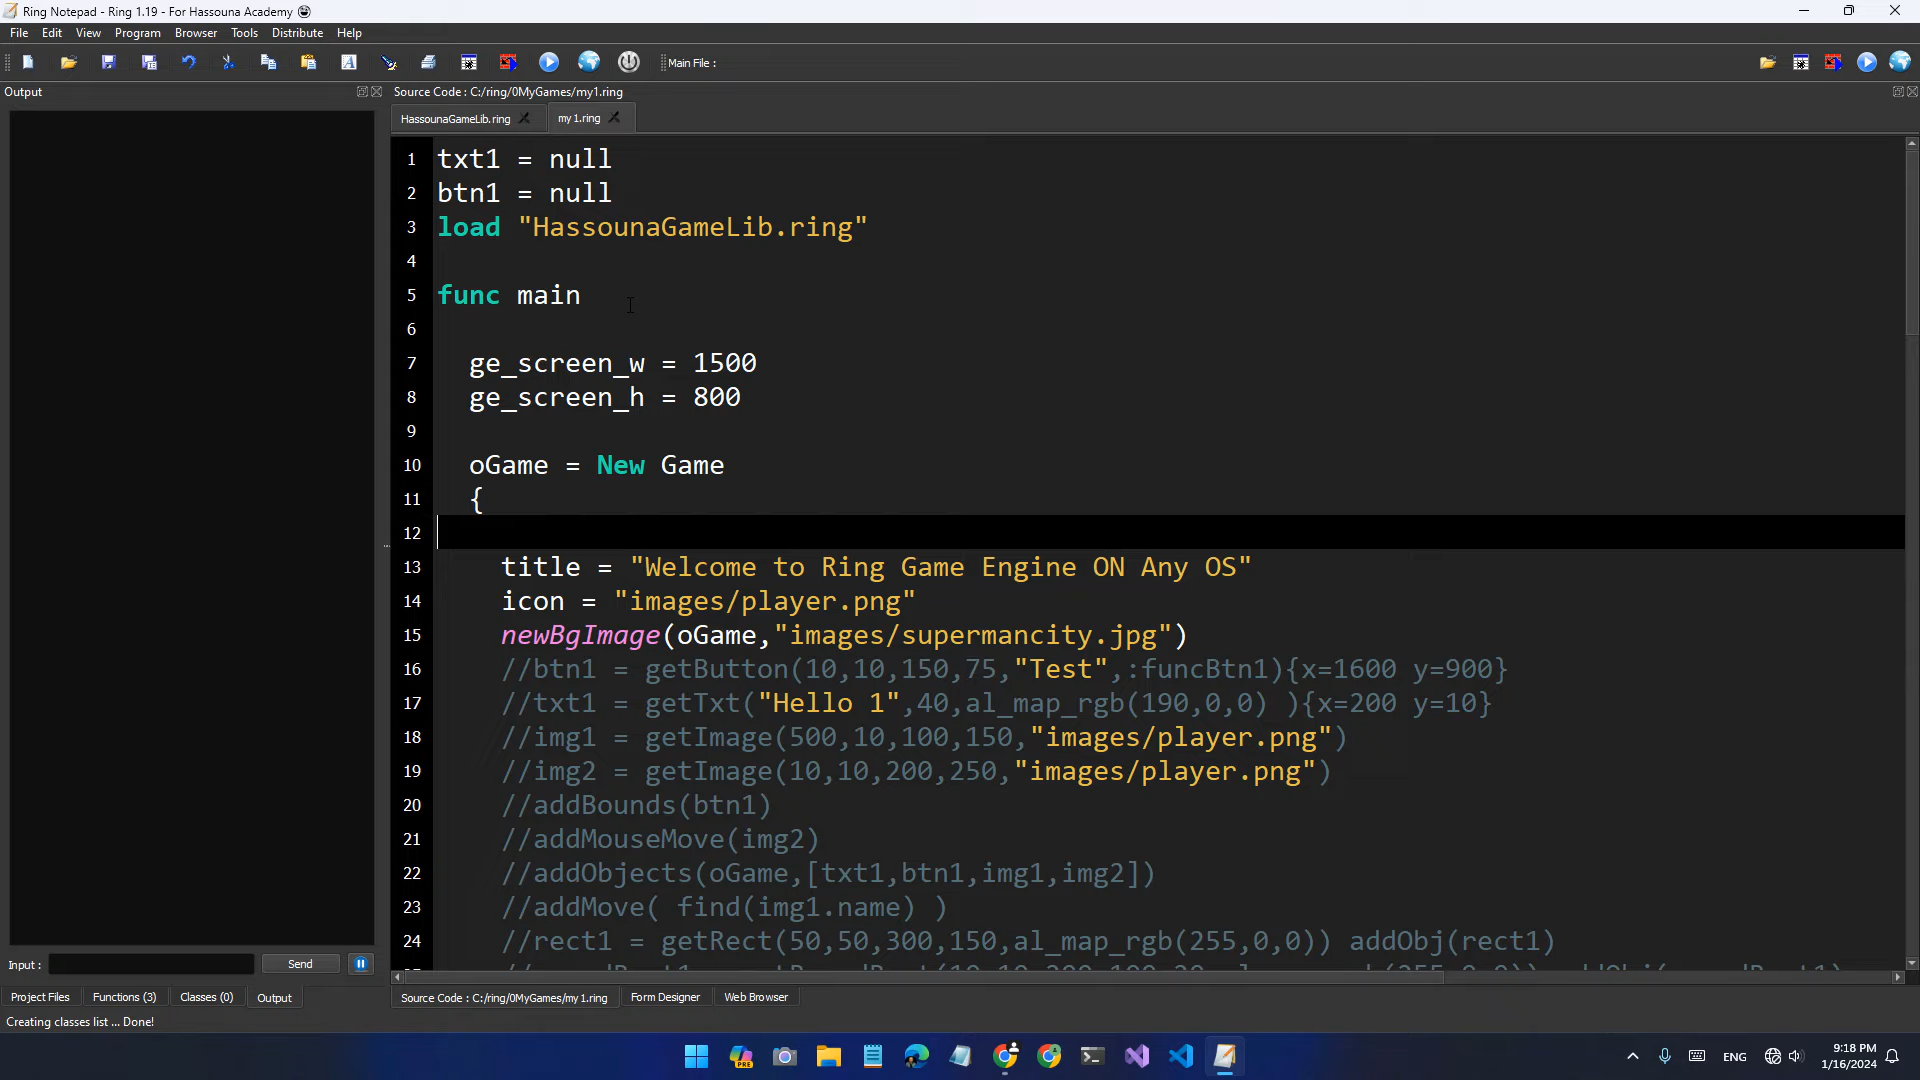 Ring Notepad - Ring 1.19 - For Hassouna Academy
File Edit View Program Browser Tools Distribute Help
Main File :
Output
Source Code : C:/ring/0MyGames/my1.ring
HassounaGameLib.ring
my1.ring
1 txt1 = null
2 btn1 = null
3 load "HassounaGameLib.ring"
4
5 func main
6
7 ge_screen_w = 1500
8 ge_screen_h = 800
9
10 oGame = New Game
11 {
12
13 title = "Welcome to Ring Game Engine ON Any OS"
14 icon = "images/player.png"
15 newBgImage(oGame,"images/supermancity.jpg")
16 //btn1 = getButton(10,10,150,75,"Test",:funcBtn1){x=1600 y=900}
17 //txt1 = getTxt("Hello 1",40,al_map_rgb(190,0,0) ){x=200 y=10}
18 //img1 = getImage(500,10,100,150,"images/player.png")
19 //img2 = getImage(10,10,200,250,"images/player.png")
20 //addBounds(btn1)
21 //addMouseMove(img2)
22 //addObjects(oGame,[txt1,btn1,img1,img2])
23 //addMove( find(img1.name) )
24 //rect1 = getRect(50,50,300,150,al_map_rgb(255,0,0)) addObj(rect1)
Input : Send
Project Files Functions (3) Classes (0) Output
Source Code : C:/ring/0MyGames/my1.ring Form Designer Web Browser
Creating classes list ... Done!
PRE
ENG
9:18 PM
1/16/2024